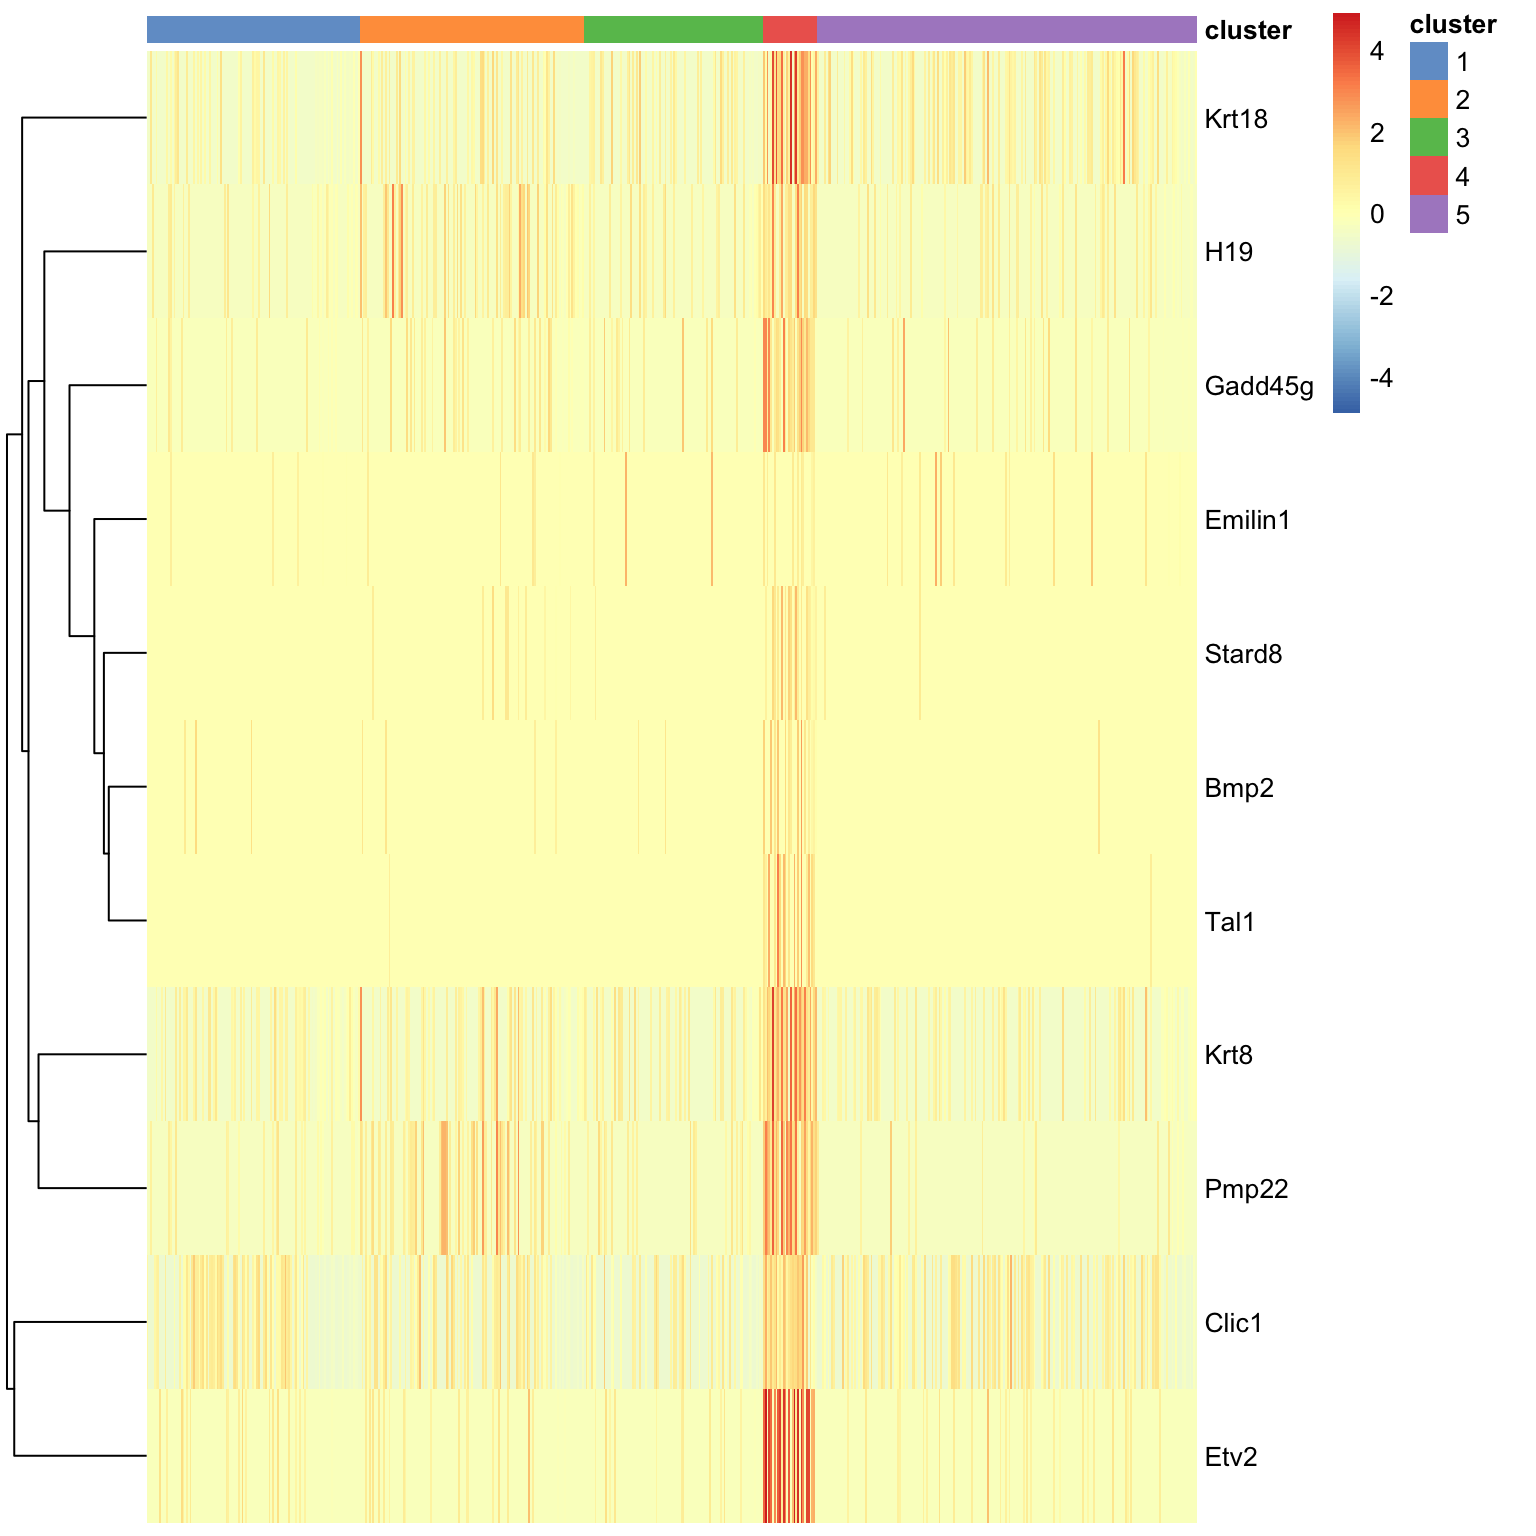 cluster
Krt18
H19
Gadd45g
Emilin1
Stard8
Bmp2
Tal1
Krt8
Pmp22
Clic1
Etv2
4
2
0
-2
-4
cluster
1
2
3
4
5